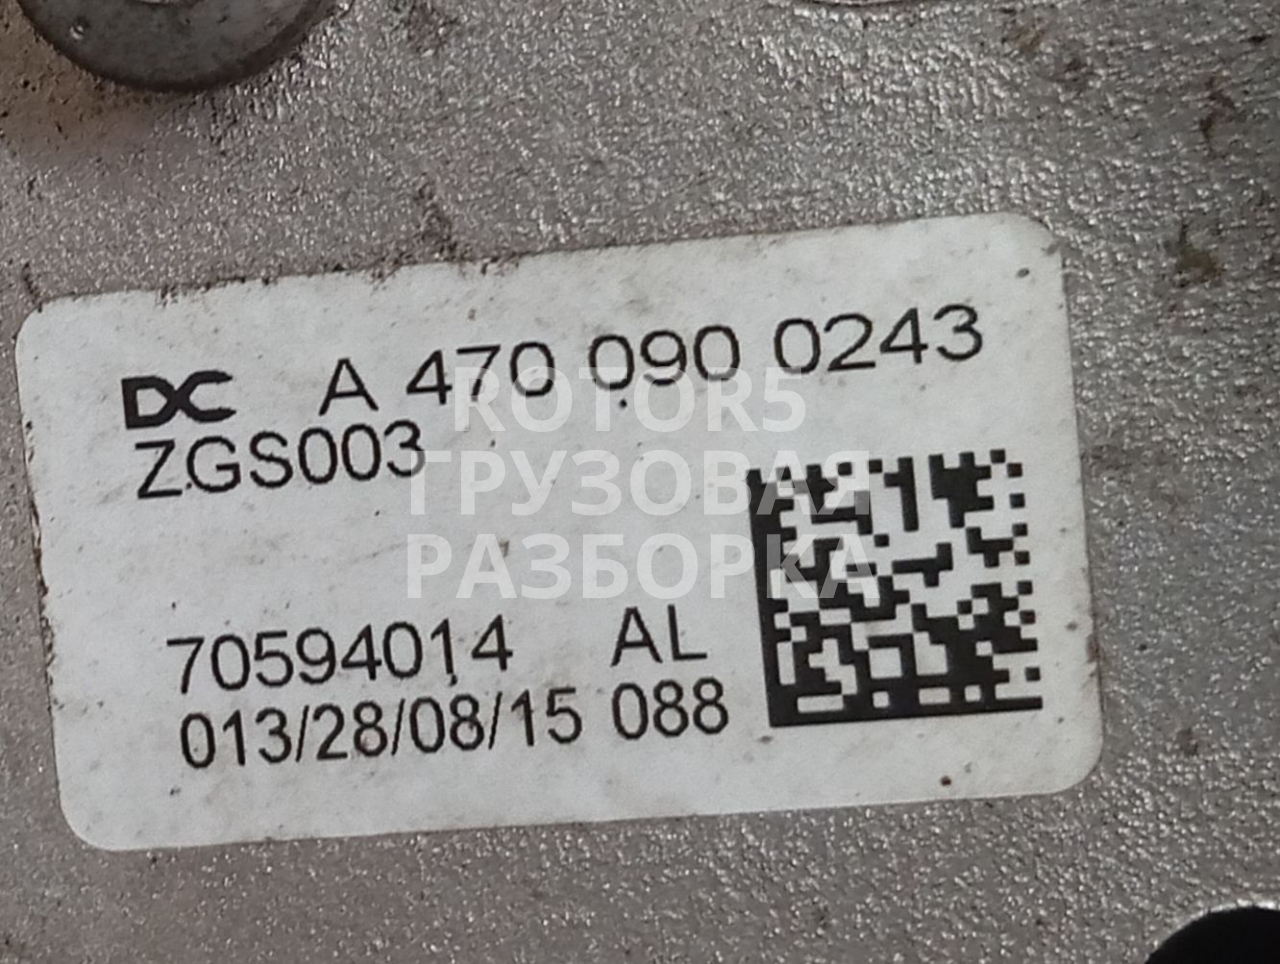 DC A 470 090 0243
ZGS003
70594014 AL
013/28/08/15 088
ROTOR5
ГРУЗОВАЯ
РАЗБОРКА